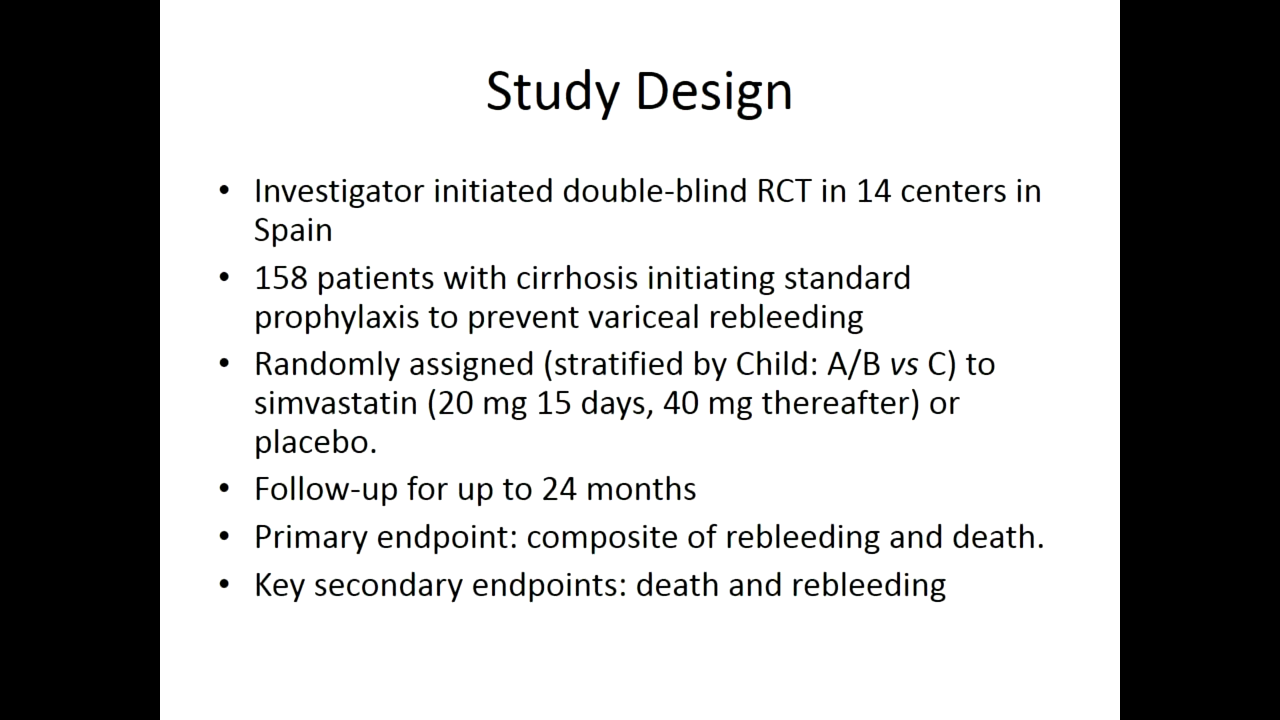 Study Design
• Investigator initiated double-blind RCT in 14 centers in
Spain
• 158 patients with cirrhosis initiating standard
prophylaxis to prevent variceal rebleeding
• Randomly assigned (stratified by Child: A/B vs C) to
simvastatin (20 mg 15 days, 40 mg thereafter) or
placebo.
• Follow-up for up to 24 months
• Primary endpoint: composite of rebleeding and death.
• Key secondary endpoints: death and rebleeding